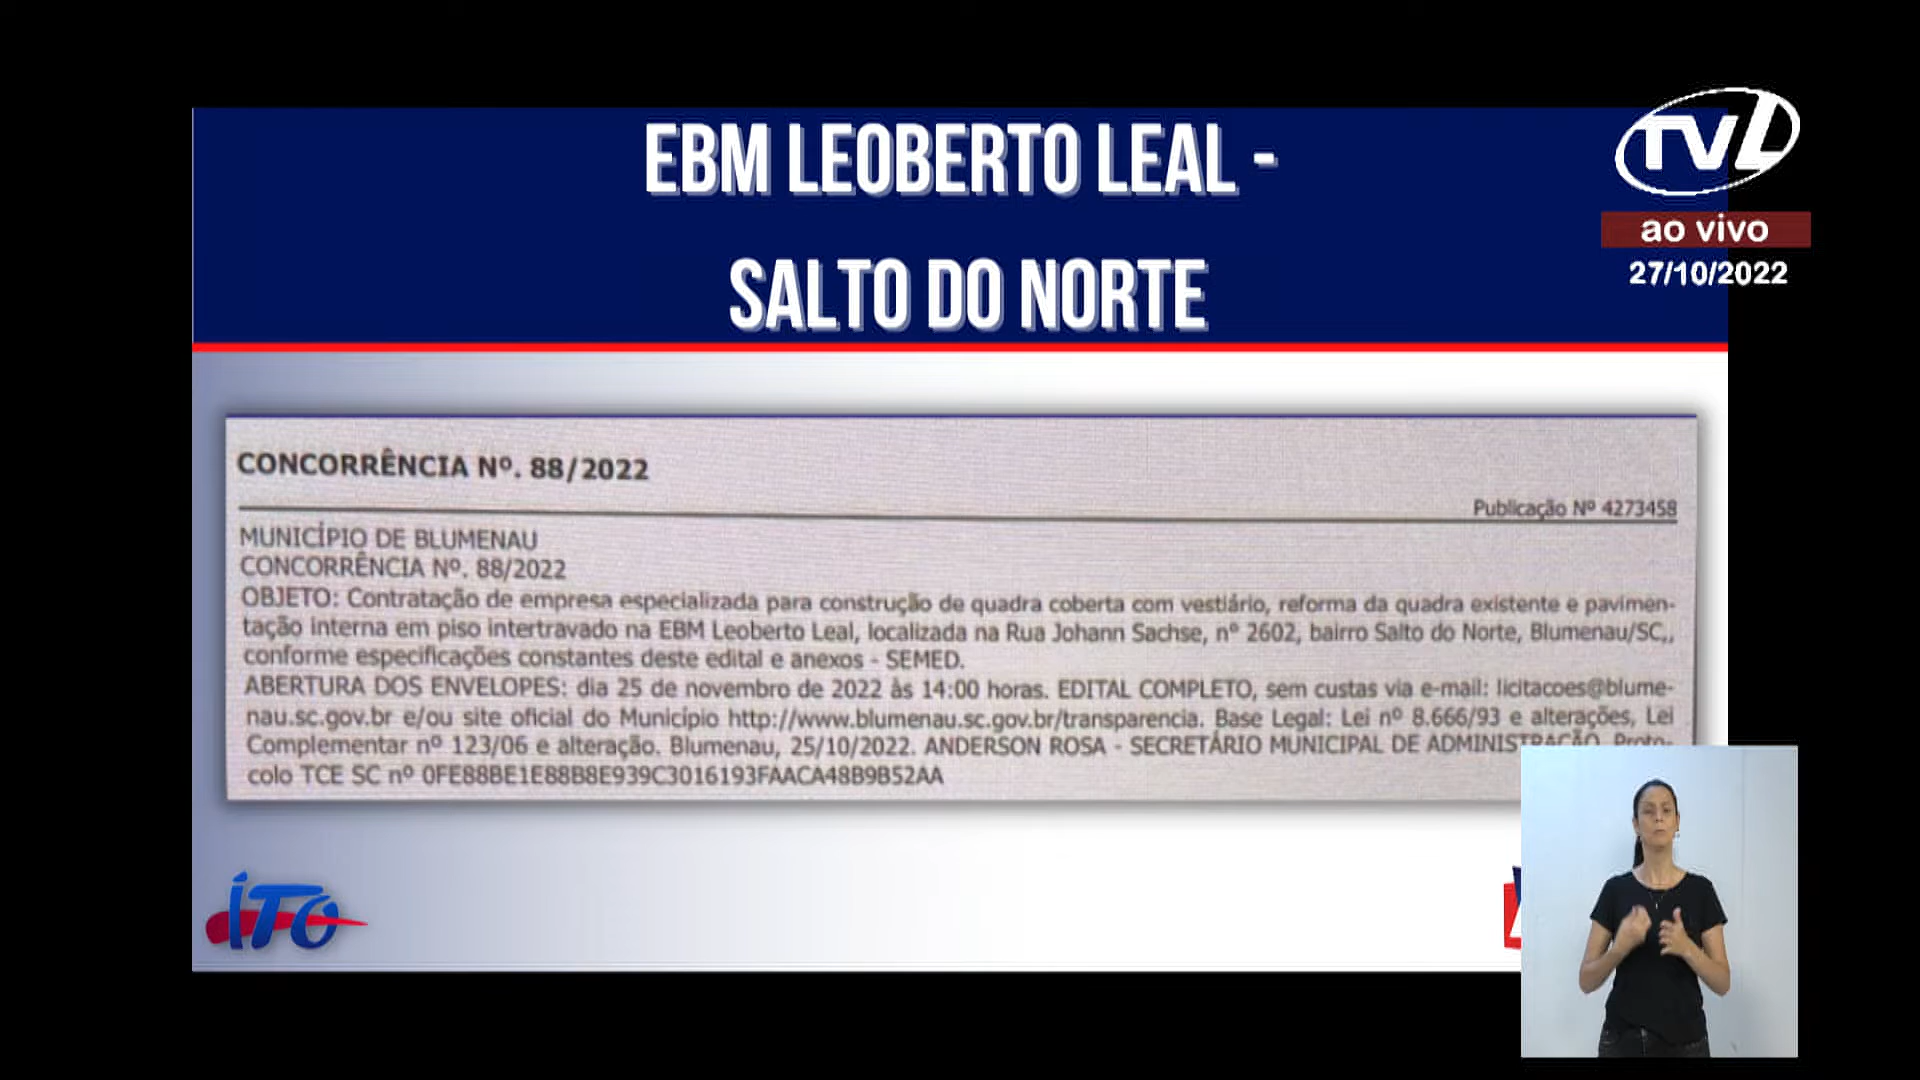 EBM LEOBERTO LEAL -
SALTO DO NORTE
TVL
ao vivo
27/10/2022
CONCORRÊNCIA Nº. 88/2022
Publicação Nº 4273458
MUNICÍPIO DE BLUMENAU
CONCORRÊNCIA Nº. 88/2022
OBJETO: Contratação de empresa especializada para construção de quadra coberta com vestiário, reforma da quadra existente e pavimen-
tação interna em piso intertravado na EBM Leoberto Leal, localizada na Rua Johann Sachse, nº 2602, bairro Salto do Norte, Blumenau/SC,,
conforme especificações constantes deste edital e anexos - SEMED.
ABERTURA DOS ENVELOPES: dia 25 de novembro de 2022 às 14:00 horas. EDITAL COMPLETO, sem custas via e-mail: licitacoes@blume-
nau.sc.gov.br e/ou site oficial do Município http://www.blumenau.sc.gov.br/transparencia. Base Legal: Lei nº 8.666/93 e alterações, Lei
Complementar nº 123/06 e alteração. Blumenau, 25/10/2022. ANDERSON ROSA - SECRETÁRIO MUNICIPAL DE ADMINISTRAÇÃO. Proto-
colo TCE SC nº 0FE88BE1E88B8E939C3016193FAACA48B9B52AA
ITO